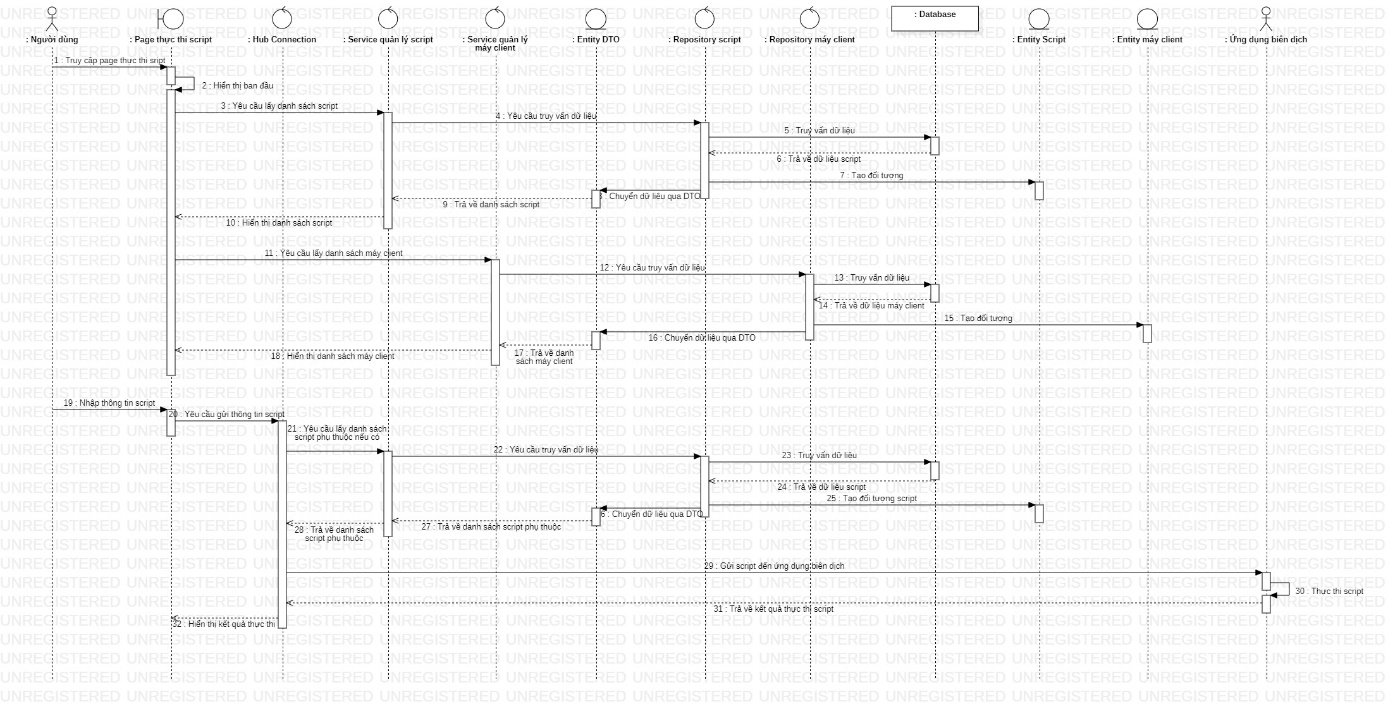 : Người dùng
: Page thực thi script
: Hub Connection
: Service quản lý script
: Service quản lý
máy client
: Entity DTO
: Repository script
: Repository máy client
: Database
: Entity Script
: Entity máy client
: Ứng dụng biên dịch
1 : Truy cập page thực thi sript
2 : Hiển thị ban đầu
3 : Yêu cầu lấy danh sách script
4 : Yêu cầu truy vấn dữ liệu
5 : Truy vấn dữ liệu
6 : Trả về dữ liệu script
7 : Tạo đối tượng
: Chuyển dữ liệu qua DTO
9 : Trả về danh sách script
10 : Hiển thị danh sách script
11 : Yêu cầu lấy danh sách máy client
12 : Yêu cầu truy vấn dữ liệu
13 : Truy vấn dữ liệu
14 : Trả về dữ liệu máy client
15 : Tạo đối tượng
16 : Chuyển dữ liệu qua DTO
17 : Trả về danh
sách máy client
18 : Hiển thị danh sách máy client
19 : Nhập thông tin script
20 : Yêu cầu gửi thông tin script
21 : Yêu cầu lấy danh sách
script phụ thuộc nếu có
22 : Yêu cầu truy vấn dữ liệu
23 : Truy vấn dữ liệu
24 : Trả về dữ liệu script
25 : Tạo đối tượng script
6 : Chuyển dữ liệu qua DTO
27 : Trả về danh sách script phụ thuộc
28 : Trả về danh sách
script phụ thuộc
29 : Gửi script đến ứng dụng biên dịch
30 : Thực thi script
31 : Trả về kết quả thực thi script
32 : Hiển thị kết quả thực thi
UNREGISTERED